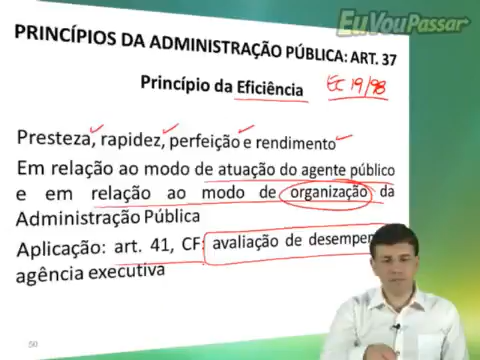 EuVouPassar
PRINCÍPIOS DA ADMINISTRAÇÃO PÚBLICA: ART. 37
Princípio da Eficiência EC 19/98
Presteza, rapidez, perfeição e rendimento
Em relação ao modo de atuação do agente público
e em relação ao modo de organização da
Administração Pública
Aplicação: art. 41, CF; avaliação de desempen
agência executiva
50